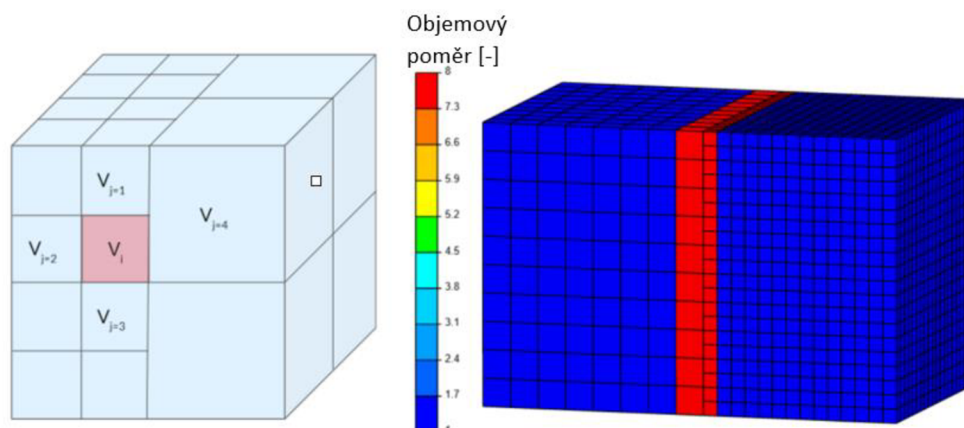 Objemový
poměr [-]
8
7.3
6.6
5.9
5.2
4.5
3.8
3.1
2.4
1.7
V j=1
V j=2
V i
V j=4
V j=3